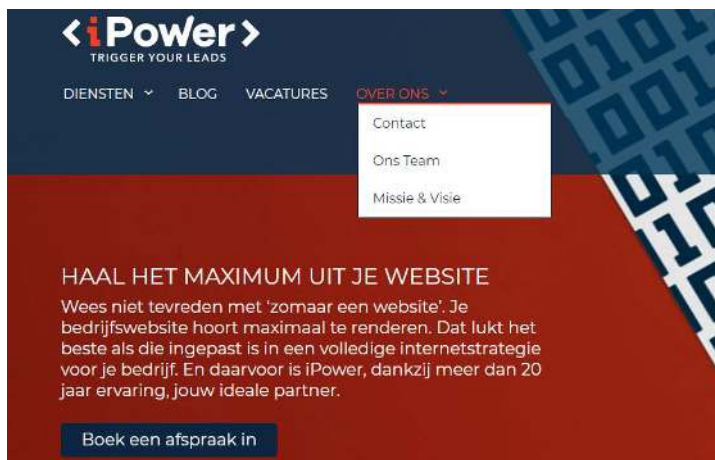 <iPower>
TRIGGER YOUR LEADS
DIENSTEN BLOG VACATURES OVER ONS
Contact
Ons Team
Missie & Visie
HAAL HET MAXIMUM UIT JE WEBSITE
Wees niet tevreden met ‘zomaar een website’. Je
bedrijfswebsite hoort maximaal te renderen. Dat lukt het
beste als die ingepast is in een volledige internetstrategie
voor je bedrijf. En daarvoor is iPower, dankzij meer dan 20
jaar ervaring, jouw ideale partner.
Boek een afspraak in